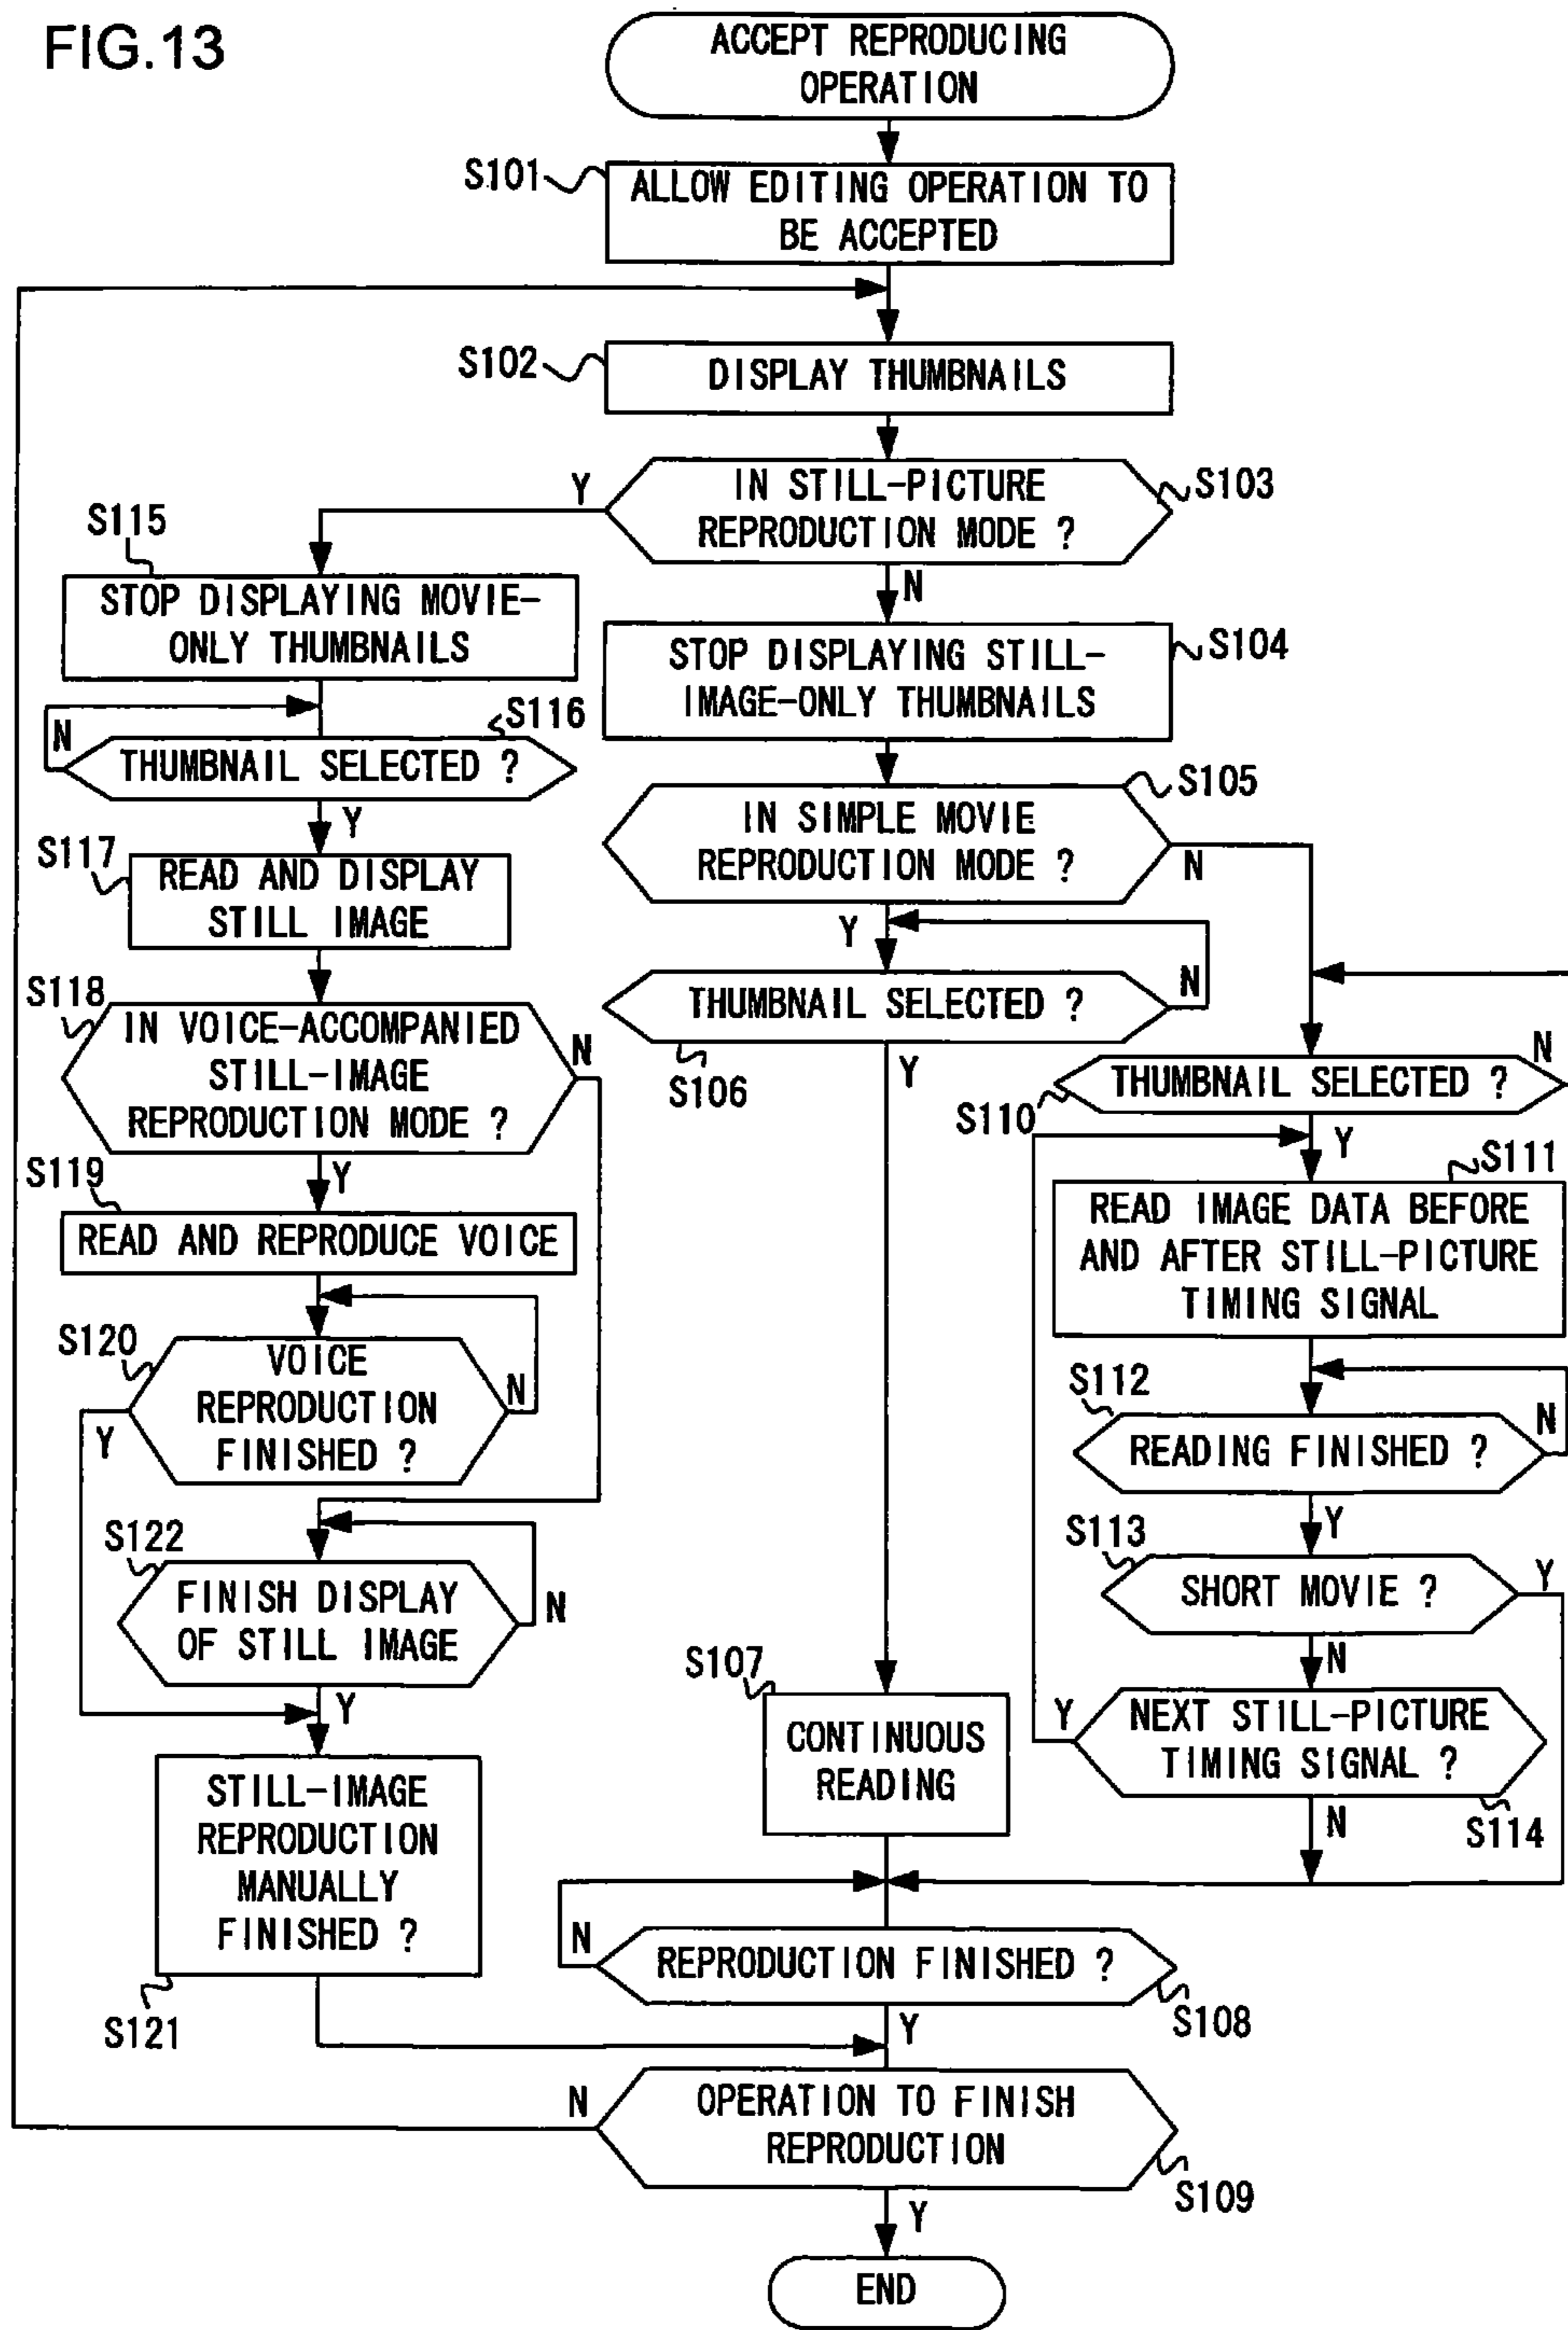 FIG.13
ACCEPT REPRODUCING
OPERATION
S101
ALLOW EDITING OPERATION TO
BE ACCEPTED
S102
DISPLAY THUMBNAILS
IN STILL-PICTURE
REPRODUCTION MODE ?
S103
Y
N
S115
STOP DISPLAYING MOVIE-
ONLY THUMBNAILS
STOP DISPLAYING STILL-
IMAGE-ONLY THUMBNAILS
S104
S116
N
THUMBNAIL SELECTED ?
Y
S105
IN SIMPLE MOVIE
REPRODUCTION MODE ?
N
Y
S117
READ AND DISPLAY
STILL IMAGE
THUMBNAIL SELECTED ?
N
S106
Y
S118
IN VOICE-ACCOMPANIED
STILL-IMAGE
REPRODUCTION MODE ?
N
Y
THUMBNAIL SELECTED ?
N
S110
Y
S111
READ IMAGE DATA BEFORE
AND AFTER STILL-PICTURE
TIMING SIGNAL
S119
READ AND REPRODUCE VOICE
S120
VOICE
REPRODUCTION
FINISHED ?
N
Y
S112
READING FINISHED ?
N
Y
S113
SHORT MOVIE ?
Y
N
S122
FINISH DISPLAY
OF STILL IMAGE
N
Y
S107
CONTINUOUS
READING
NEXT STILL-PICTURE
TIMING SIGNAL ?
Y
N
S114
STILL-IMAGE
REPRODUCTION
MANUALLY
FINISHED ?
S121
N
REPRODUCTION FINISHED ?
S108
Y
N
OPERATION TO FINISH
REPRODUCTION
S109
Y
END